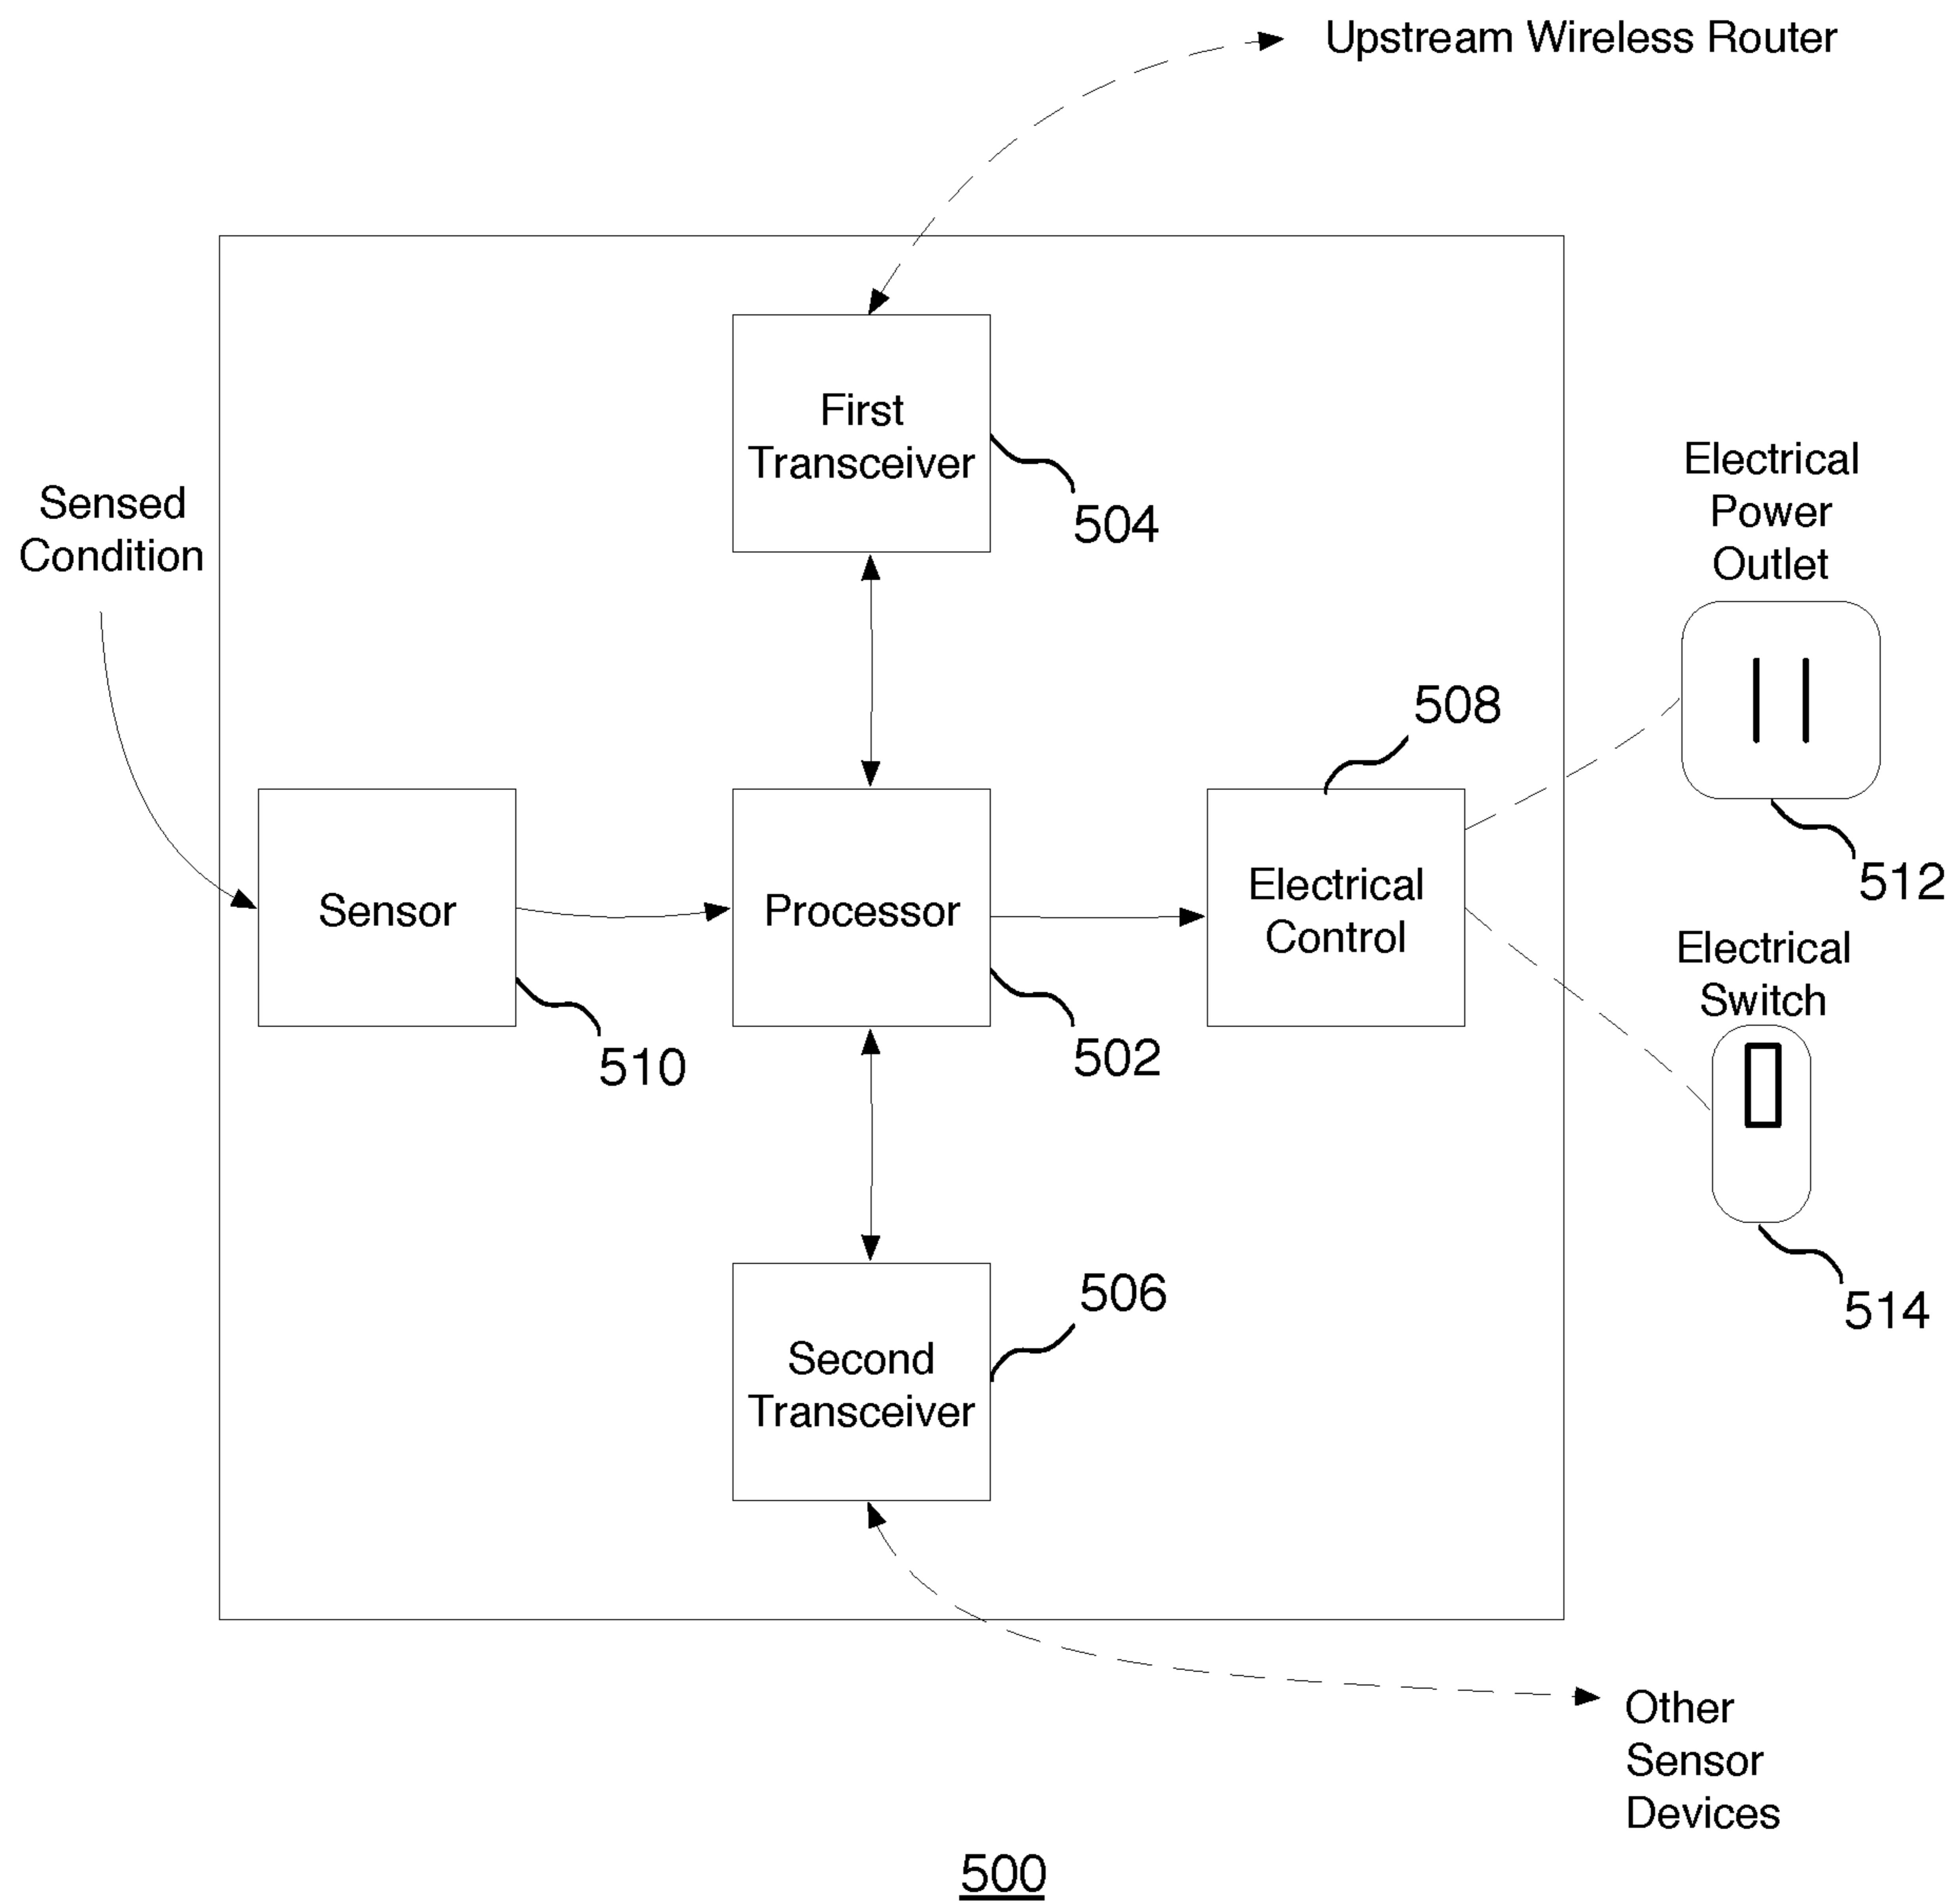 Upstream Wireless Router
First
Transceiver
504
Sensed
Condition
Electrical
Power
Outlet
508
512
Sensor
Processor
Electrical
Control
Electrical
Switch
510
502
506
514
Second
Transceiver
Other
Sensor
Devices
500